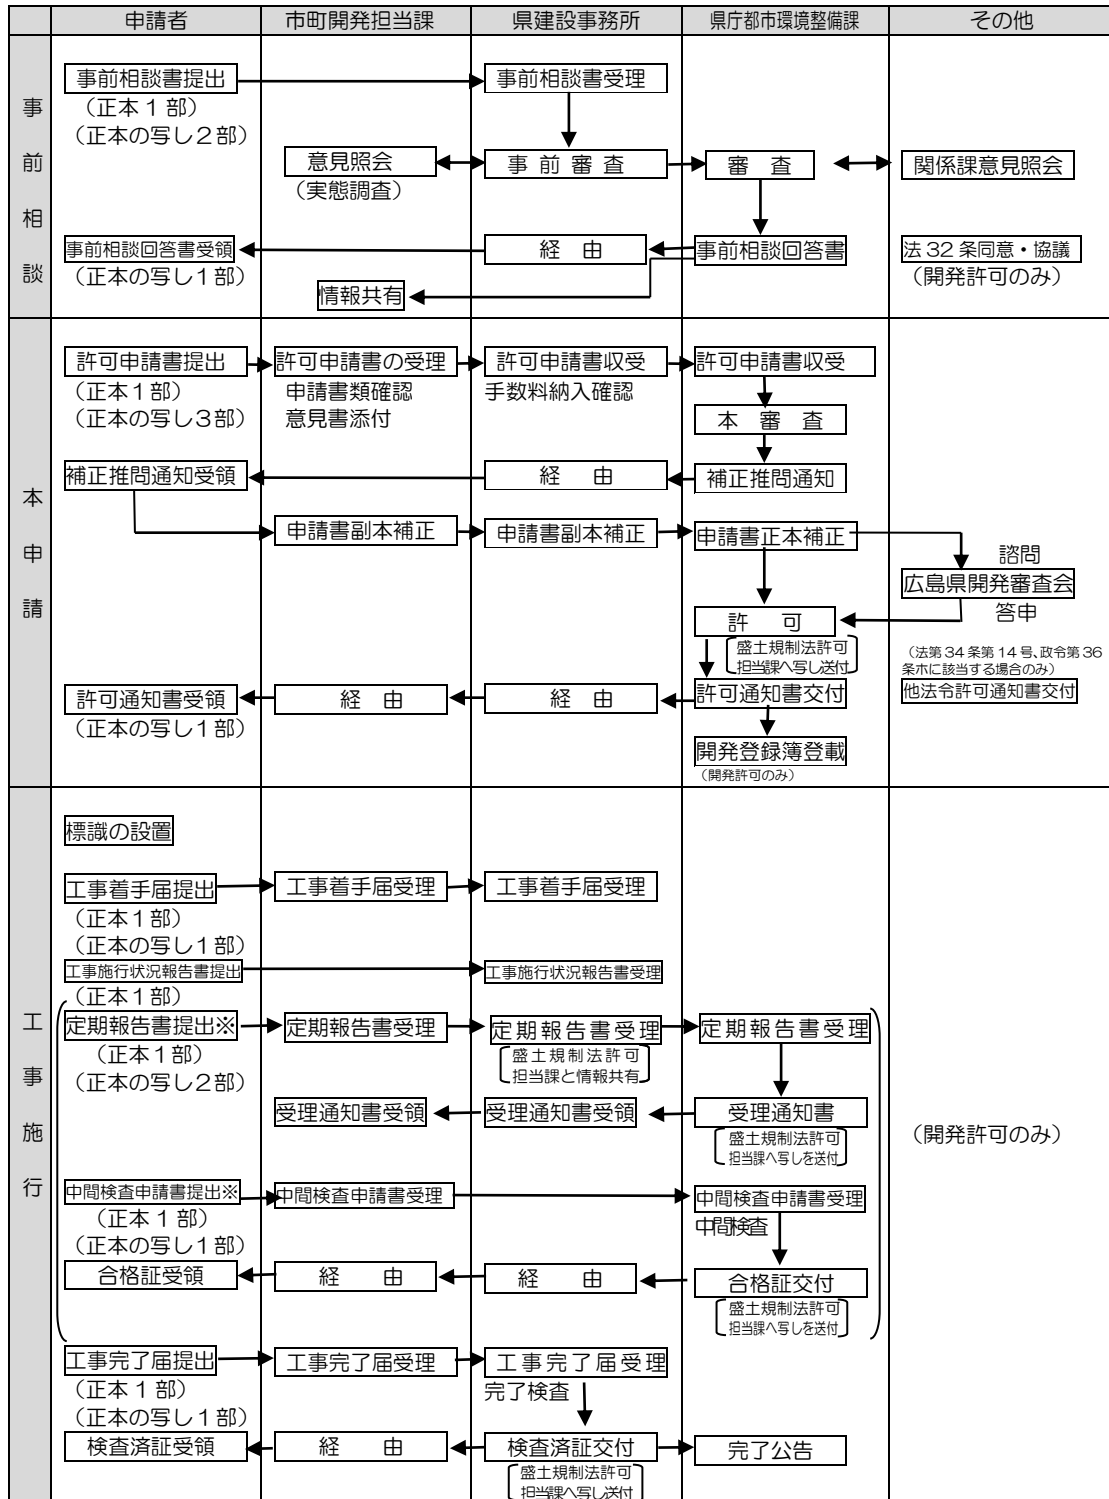 申請者
市町開発担当課
県建設事務所
県庁都市環境整備課
その他
事前相談
事前相談書提出
事前相談書受理
（正本１部）
（正本の写し２部）
意見照会
事前審査
審査
関係課意見照会
（実態調査）
事前相談回答書受領
経由
事前相談回答書
法32条同意・協議
（正本の写し１部）
（開発許可のみ）
情報共有
本申請
許可申請書提出
許可申請書の受理
許可申請書収受
許可申請書収受
（正本１部）
申請書類確認
手数料納入確認
（正本の写し３部）
意見書添付
本審査
補正推問通知受領
経由
補正推問通知
申請書副本補正
申請書副本補正
申請書正本補正
諮問
広島県開発審査会
答申
許可
盛土規制法許可
担当課へ写し送付
（法第34条第14号、政令第36
条ホに該当する場合のみ）
許可通知書受領
経由
経由
許可通知書交付
他法令許可通知書交付
（正本の写し１部）
開発登録簿登載
（開発許可のみ）
工事施行
標識の設置
工事着手届提出
工事着手届受理
工事着手届受理
（正本１部）
（正本の写し１部）
工事施行状況報告書提出
工事施行状況報告書受理
（正本１部）
定期報告書提出※
定期報告書受理
定期報告書受理
定期報告書受理
（正本１部）
盛土規制法許可
担当課と情報共有
（正本の写し２部）
受理通知書受領
受理通知書受領
受理通知書
盛土規制法許可
担当課へ写しを送付
（開発許可のみ）
中間検査申請書提出※
中間検査申請書受理
中間検査申請書受理
（正本１部）
中間検査
（正本の写し１部）
合格証受領
経由
経由
合格証交付
盛土規制法許可
担当課へ写しを送付
工事完了届提出
工事完了届受理
工事完了届受理
（正本１部）
完了検査
（正本の写し１部）
検査済証受領
経由
検査済証交付
完了公告
盛土規制法許可
担当課へ写し送付